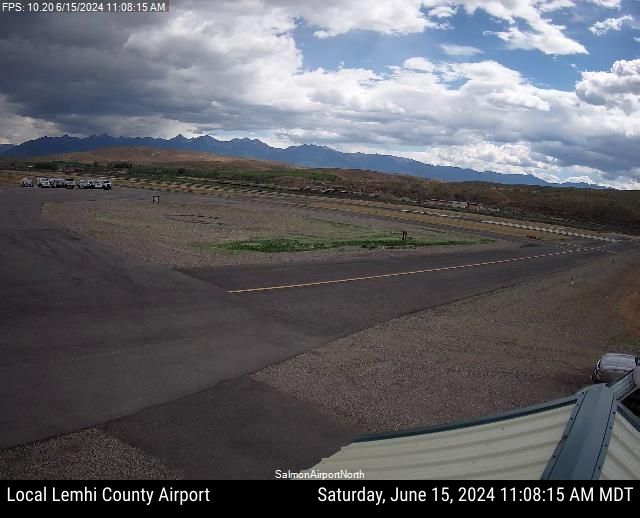 FPS: 10.20 6/15/2024 11:08:15 AM
SalmonAirportNorth
Local Lemhi County Airport Saturday, June 15, 2024 11:08:15 AM MDT